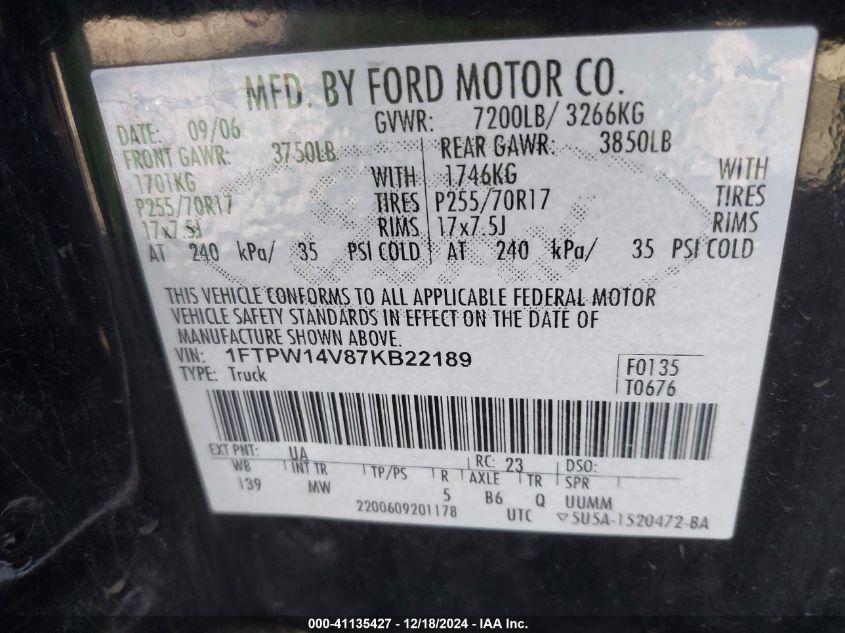 MFD. BY FORD MOTOR CO.
DATE: 09/06 GVWR: 7200LB/ 3266KG
FRONT GAWR: 3750LB REAR GAWR: 3850LB
1701KG WITH 1746KG WITH
P255/70R17 TIRES P255/70R17 TIRES
17x7.5J RIMS 17x7.5J RIMS
AT 240 kPa/ 35 PSI COLD AT 240 kPa/ 35 PSI COLD
THIS VEHICLE CONFORMS TO ALL APPLICABLE FEDERAL MOTOR
VEHICLE SAFETY STANDARDS IN EFFECT ON THE DATE OF
MANUFACTURE SHOWN ABOVE.
VIN: 1FTPW14V87KB22189 F0135
TYPE: Truck T0676
EXT PNT: UA RC: 23 DSO:
WB INT TR TP/PS R AXLE TR SPR
139 MW 5 B6 Q UUMM
2200609201178 UTC ▽5U5A-1520472-BA
000-41135427 - 12/18/2024 - IAA Inc.